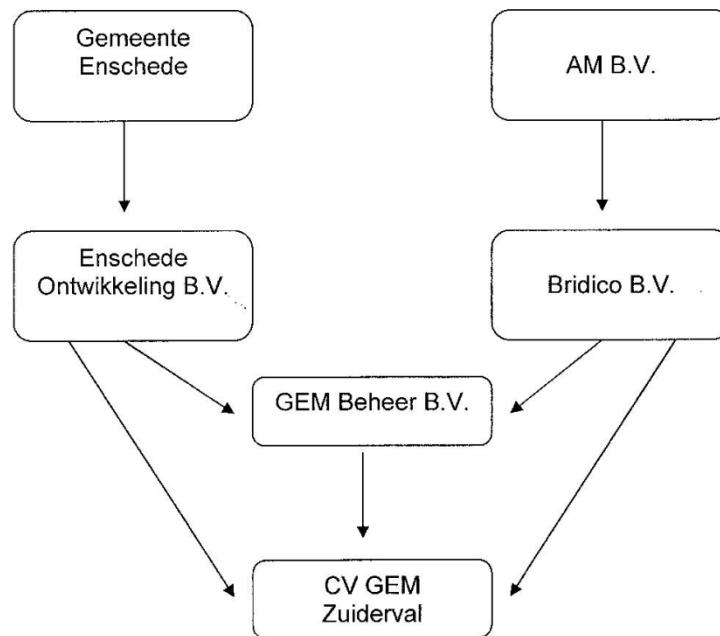 Gemeente
Enschede
AM B.V.
Enschede
Ontwikkeling B.V.
Bridico B.V.
GEM Beheer B.V.
CV GEM
Zuiderval